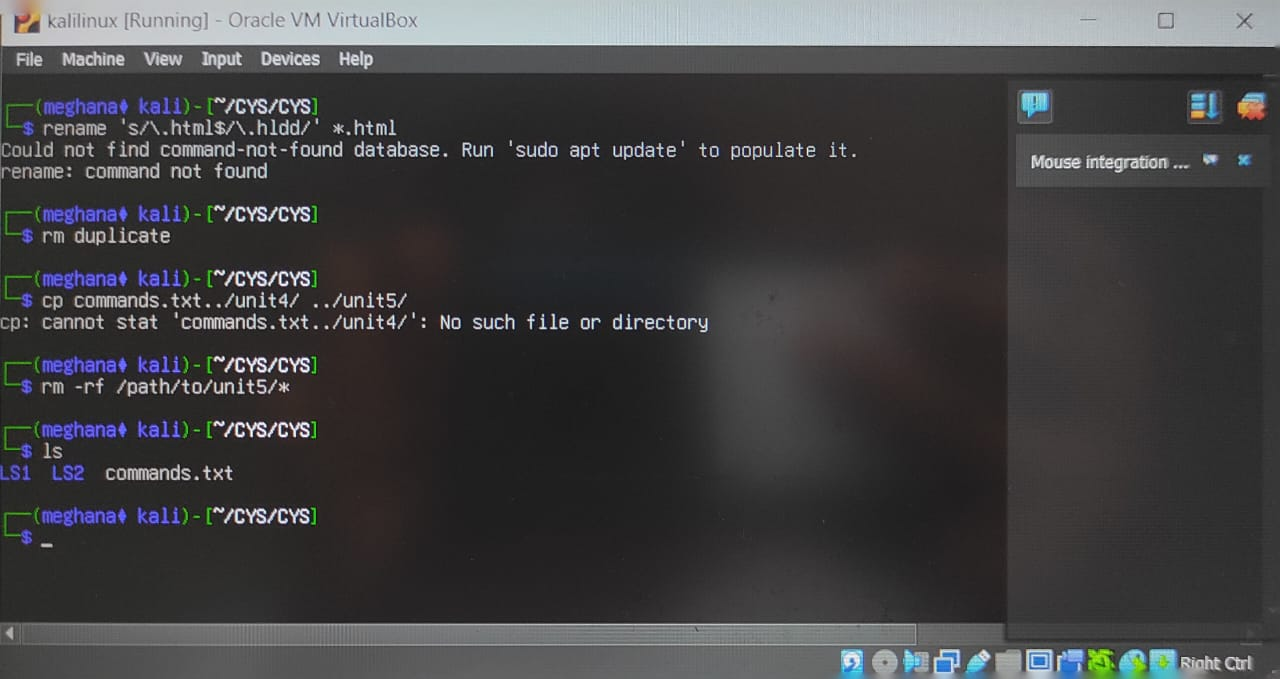 kalilinux [Running] - Oracle VM VirtualBox
File Machine View Input Devices Help
(meghana kali)-[~/CYS/CYS]
$ rename 's/\.html$/\.hldd/' *.html
Could not find command-not-found database. Run 'sudo apt update' to populate it.
rename: command not found
(meghana kali)-[~/CYS/CYS]
$ rm duplicate
(meghana kali)-[~/CYS/CYS]
$ cp commands.txt../unit4/ ../unit5/
cp: cannot stat 'commands.txt../unit4/': No such file or directory
(meghana kali)-[~/CYS/CYS]
$ rm -rf /path/to/unit5/*
(meghana kali)-[~/CYS/CYS]
$ ls
LS1 LS2 commands.txt
(meghana kali)-[~/CYS/CYS]
$ _
Mouse integration ...
Right Ctrl